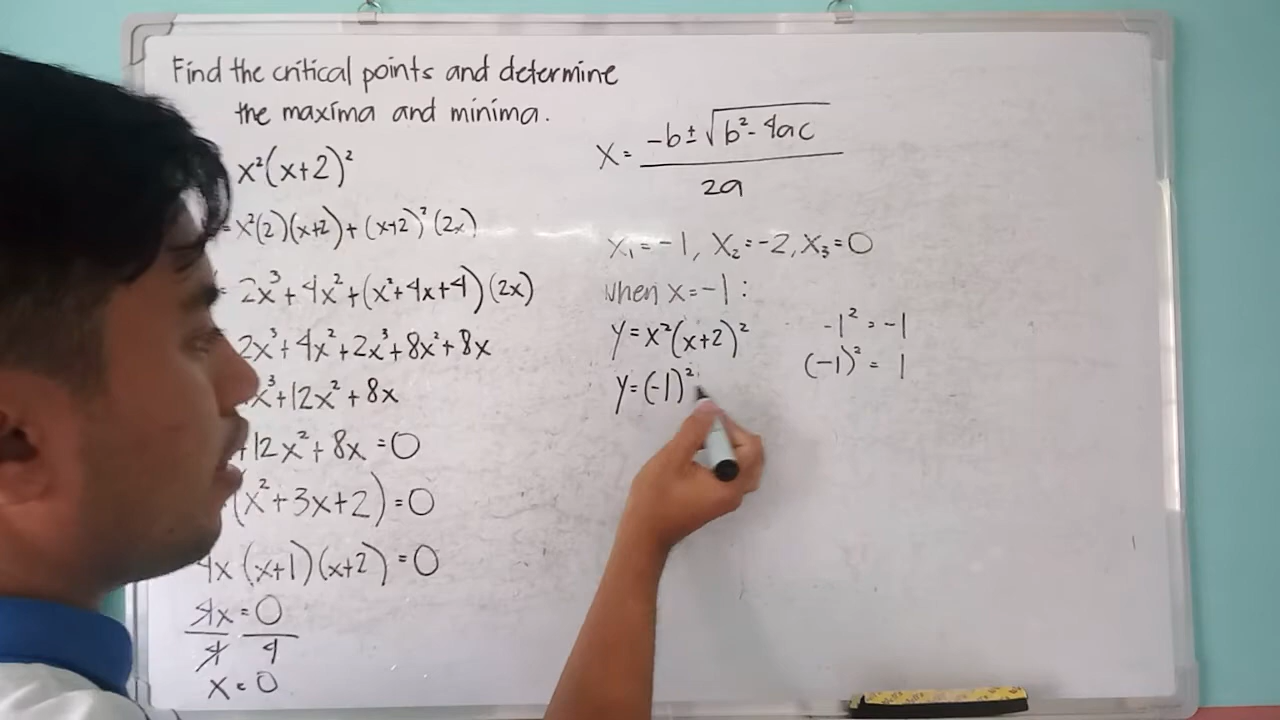 Find the critical points and determine
the maxima and minima.
x²(x+2)²
=x²(2)(x+2)+(x+2)²(2x)
= 2x³+4x²+(x²+4x+4)(2x)
2x³+4x²+2x³+8x²+8x
x³+12x²+8x
+12x²+8x=0
(x²+3x+2)=0
4x(x+1)(x+2)=0
4x=0
4 4
x=0
x= -b±√b²-4ac
2a
x₁=-1, x₂=-2, x₃=0
when x=-1:
y=x²(x+2)²
y=(-1)²
-1²=-1
(-1)²=1